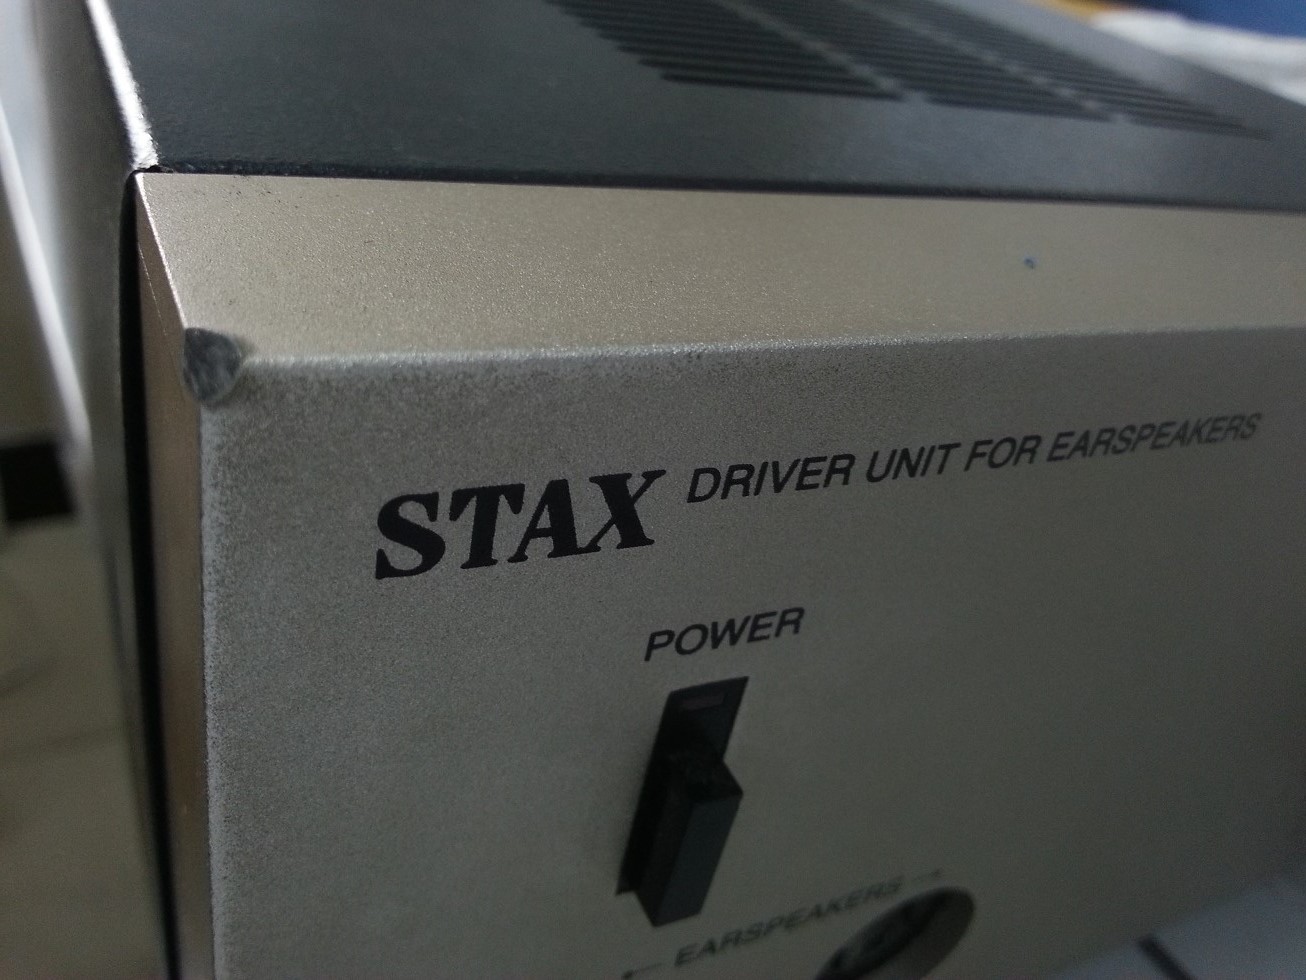 STAX DRIVER UNIT FOR EARSPEAKERS
POWER
← EARSPEAKERS →